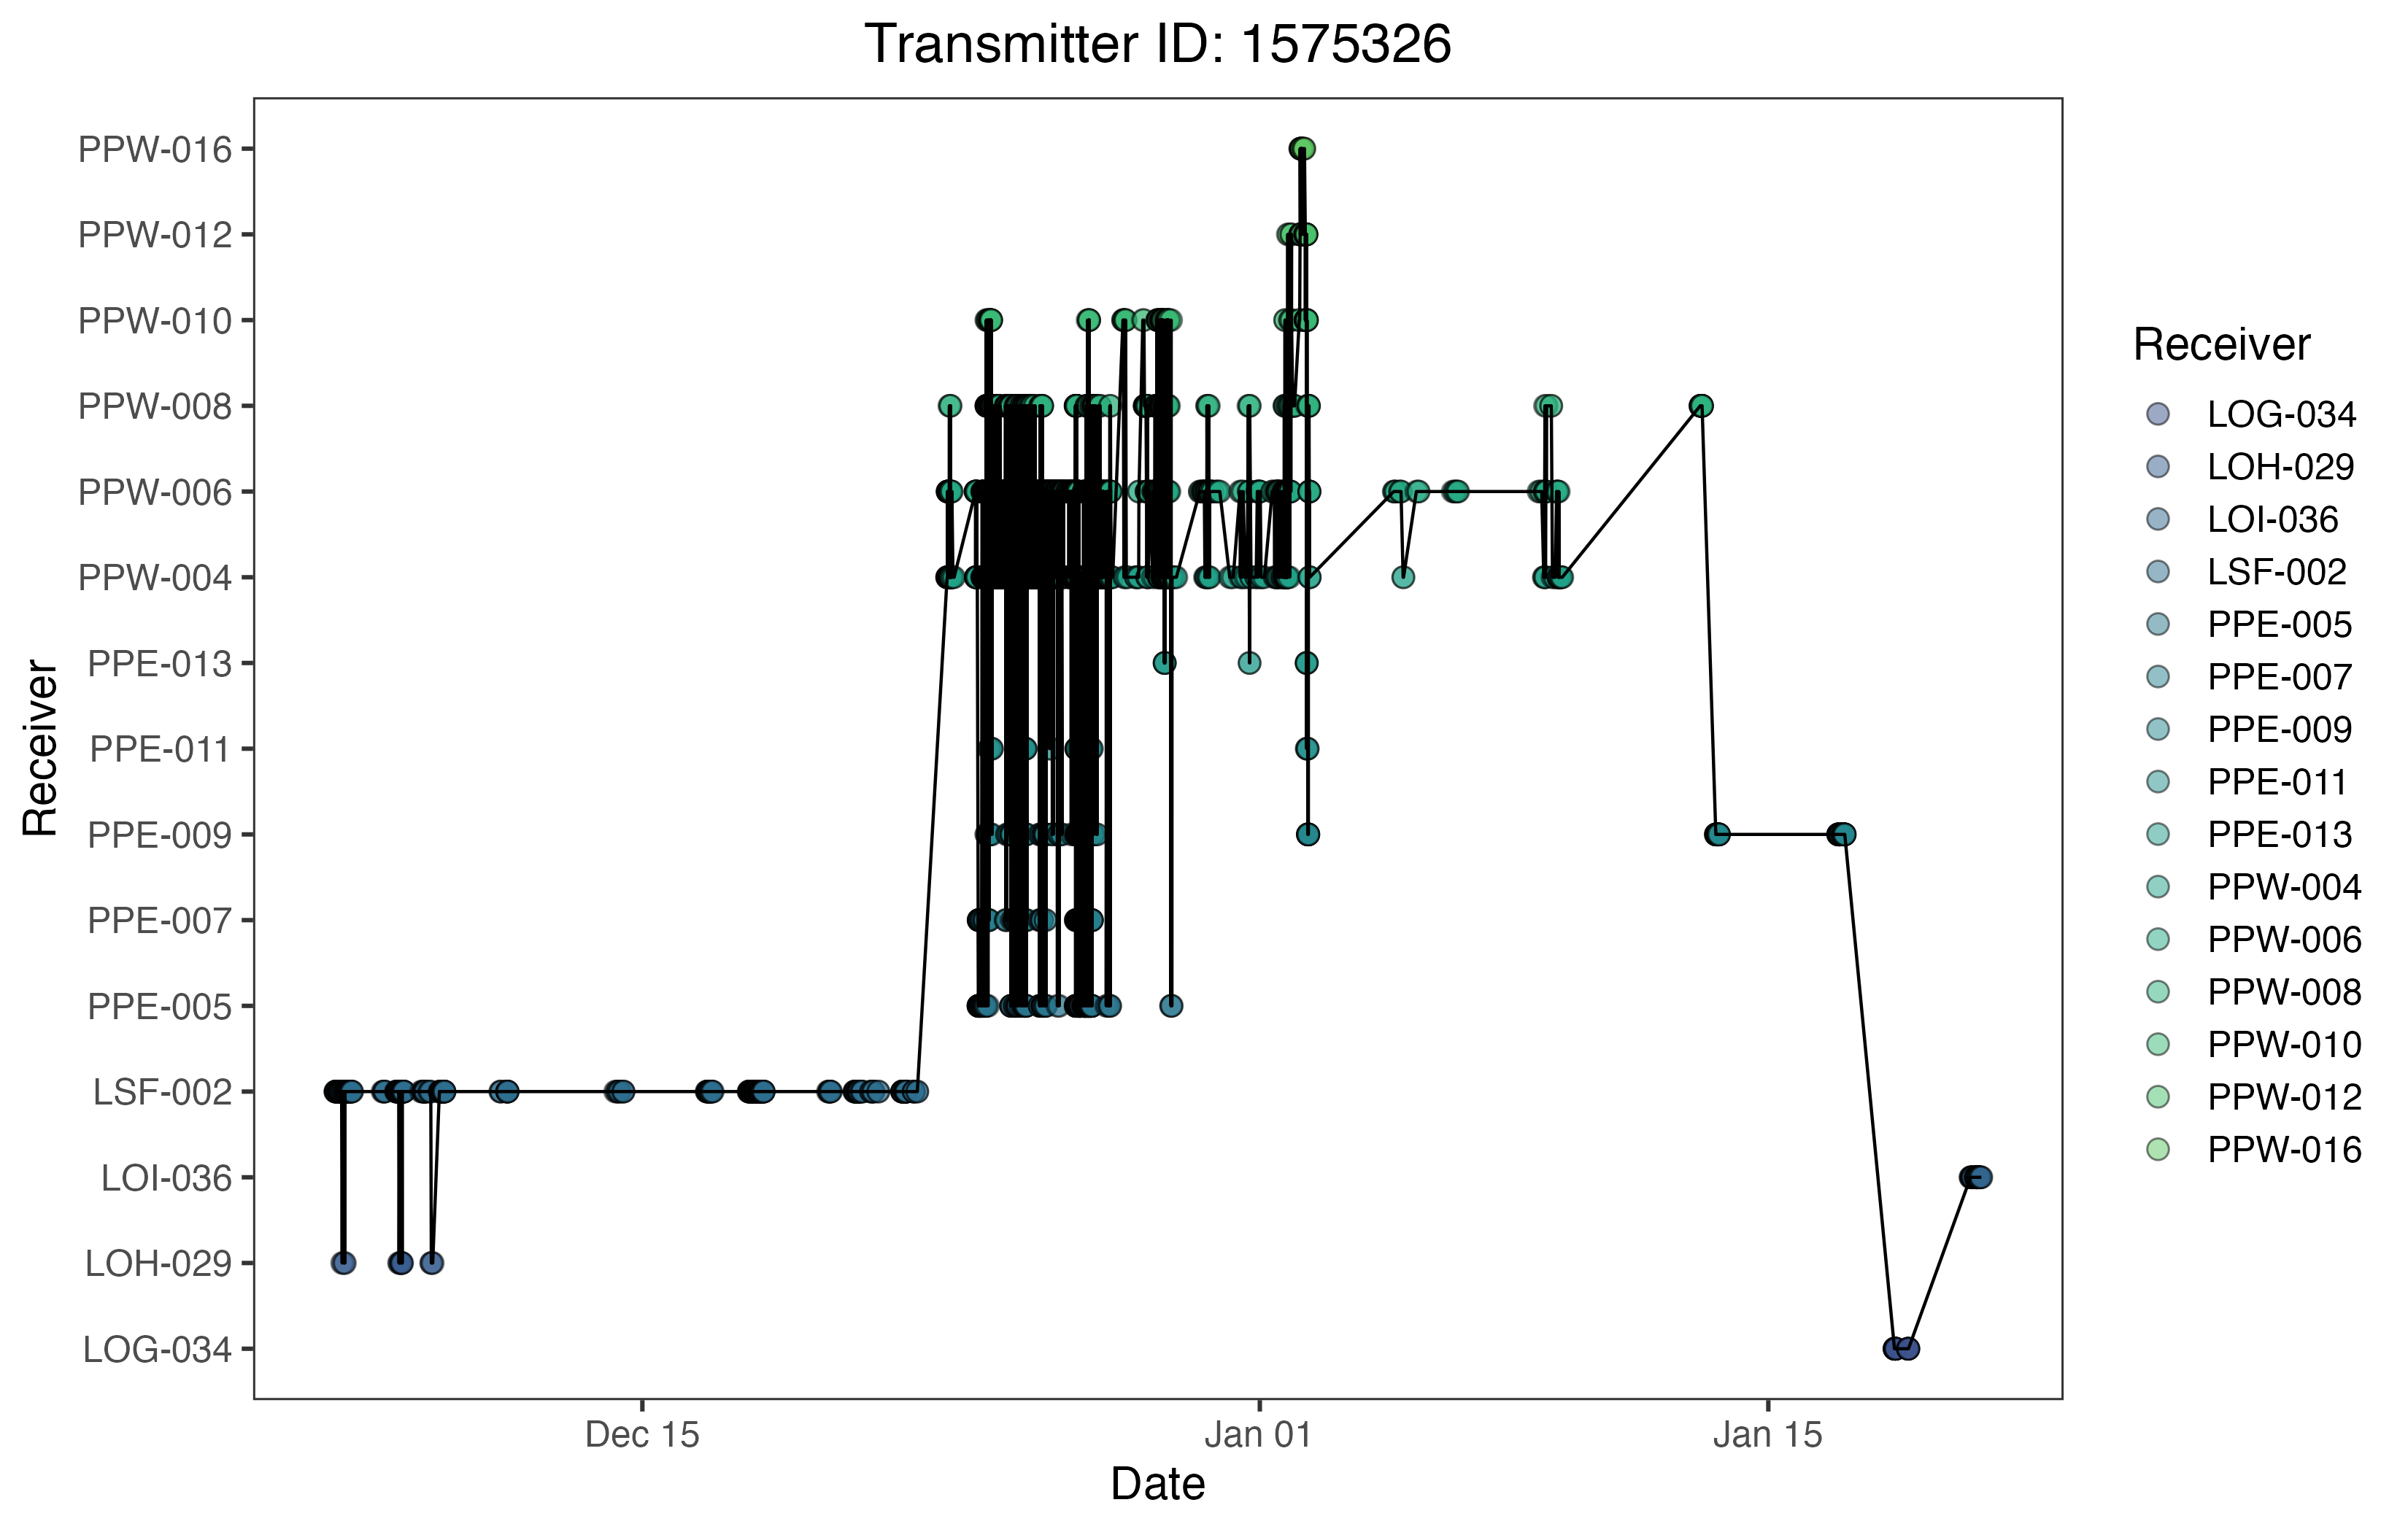 Transmitter ID: 1575326
Receiver
PPW-016
PPW-012
PPW-010
PPW-008
PPW-006
PPW-004
PPE-013
PPE-011
PPE-009
PPE-007
PPE-005
LSF-002
LOI-036
LOH-029
LOG-034
Dec 15
Jan 01
Jan 15
Date
Receiver
LOG-034
LOH-029
LOI-036
LSF-002
PPE-005
PPE-007
PPE-009
PPE-011
PPE-013
PPW-004
PPW-006
PPW-008
PPW-010
PPW-012
PPW-016